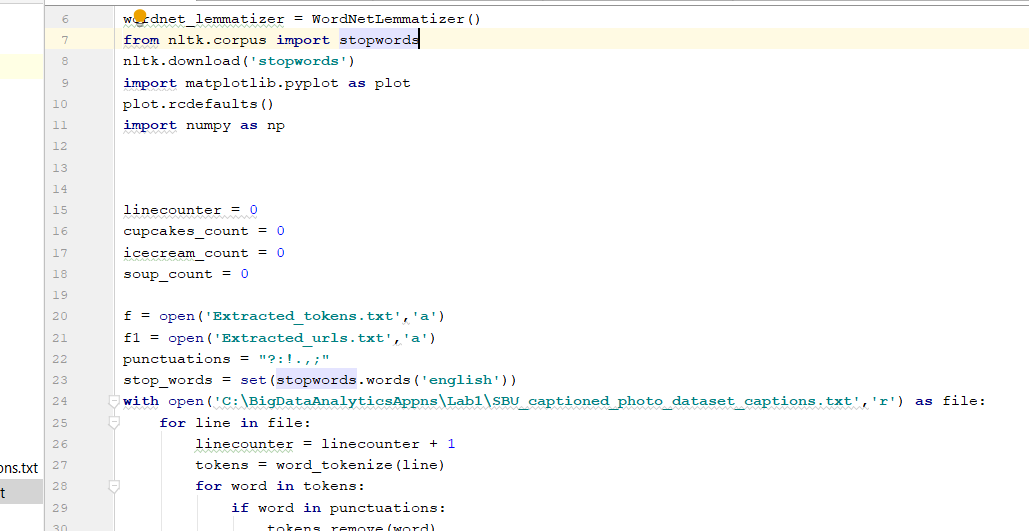 6 wordnet_lemmatizer = WordNetLemmatizer()
7 from nltk.corpus import stopwords
8 nltk.download('stopwords')
9 import matplotlib.pyplot as plot
10 plot.rcdefaults()
11 import numpy as np
12
13
14
15 linecounter = 0
16 cupcakes_count = 0
17 icecream_count = 0
18 soup_count = 0
19
20 f = open('Extracted_tokens.txt','a')
21 f1 = open('Extracted_urls.txt','a')
22 punctuations = "?:!.,;"
23 stop_words = set(stopwords.words('english'))
24 with open('C:\BigDataAnalyticsAppns\Lab1\SBU_captioned_photo_dataset_captions.txt','r') as file:
25 for line in file:
26 linecounter = linecounter + 1
ons.txt 27 tokens = word_tokenize(line)
t 28 for word in tokens:
29 if word in punctuations:
30 tokens.remove(word)